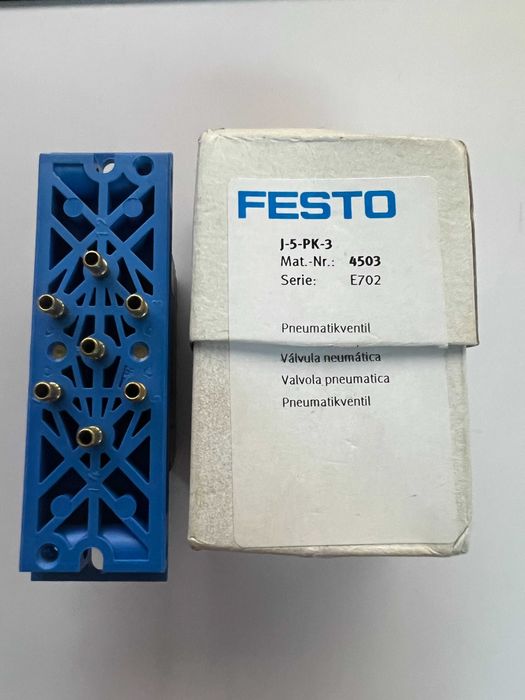 FESTO
J-5-PK-3
Mat.-Nr.: 4503
Serie: E702
Pneumatikventil
Válvula neumática
Valvola pneumatica
Pneumatikventil